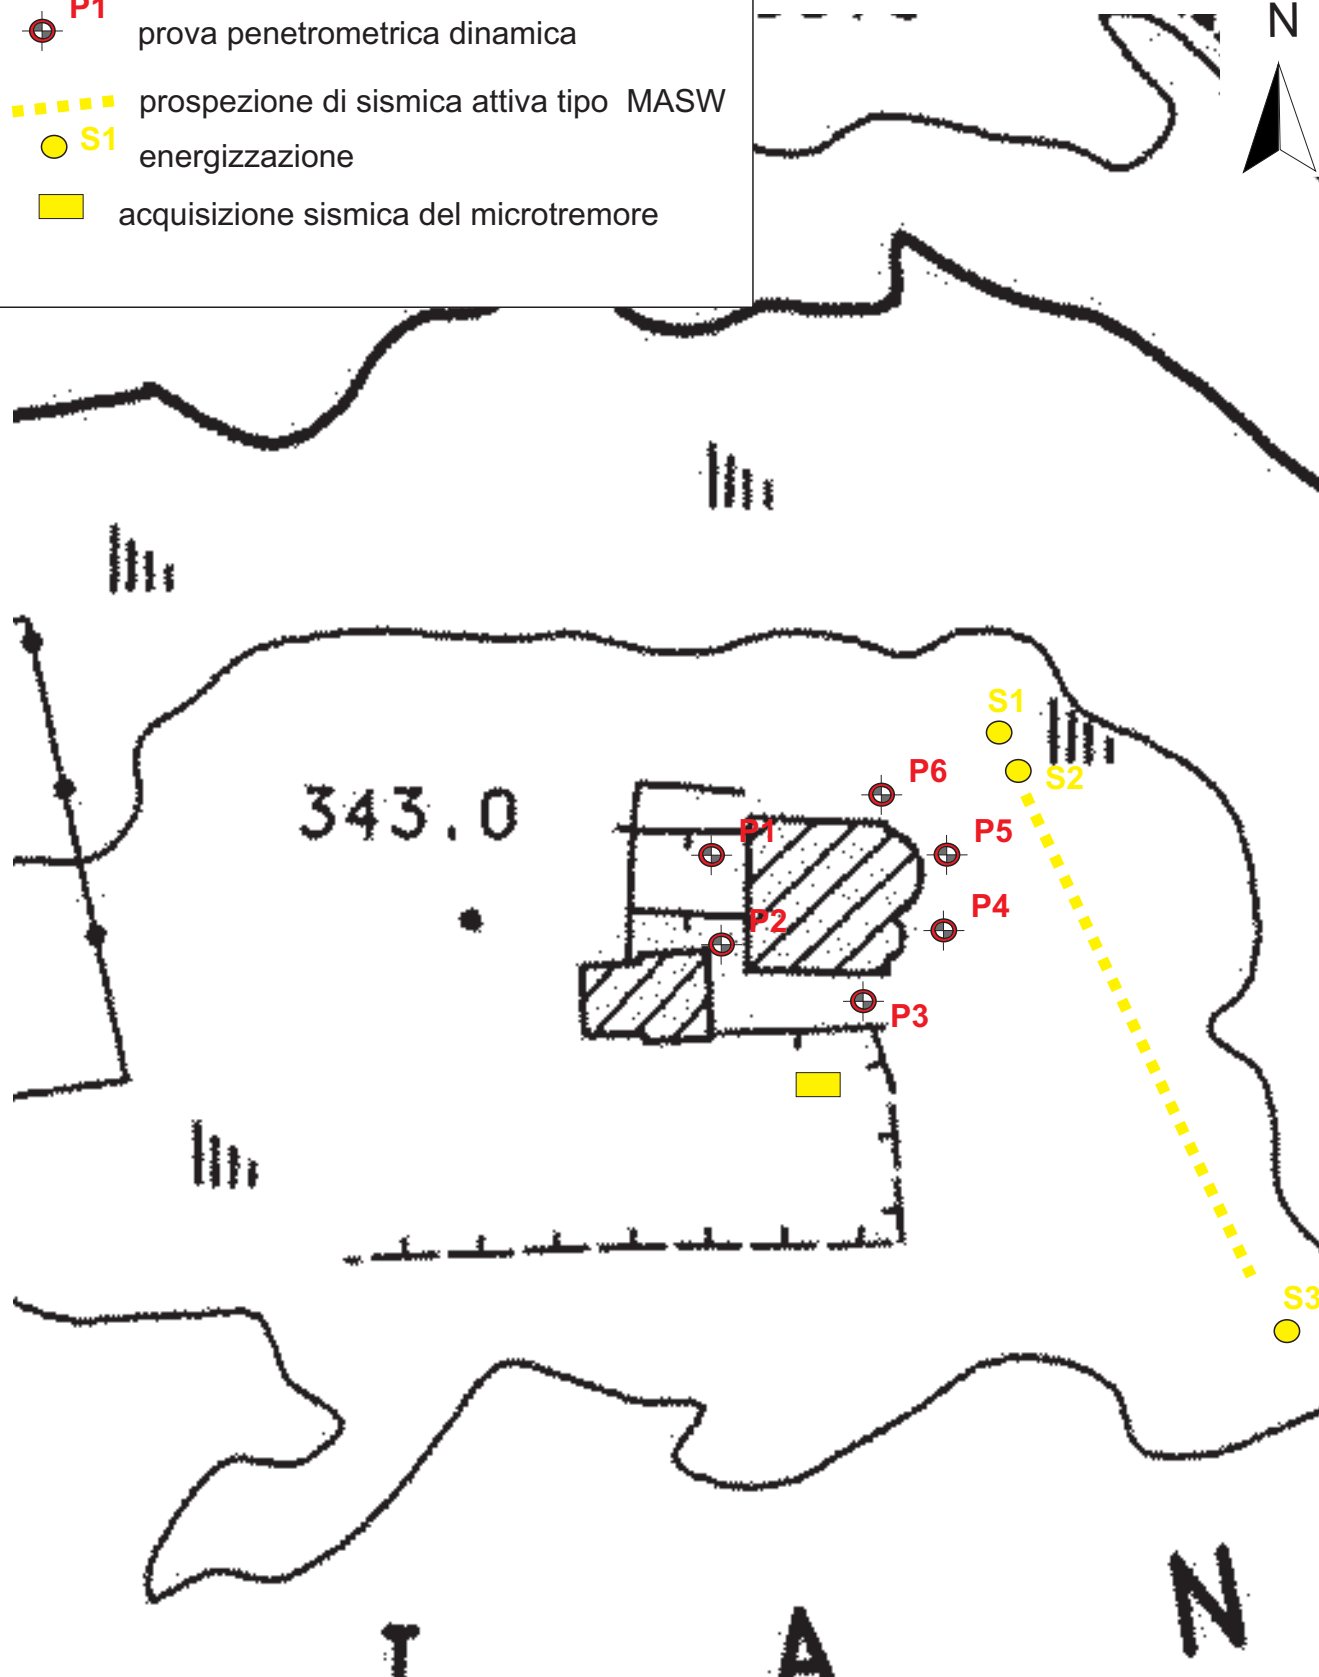 P1
prova penetrometrica dinamica
prospezione di sismica attiva tipo MASW
S1
energizzazione
acquisizione sismica del microtremore
N
S1
S2
P6
343.0
P1
P5
P4
P2
P3
S3
N
T A